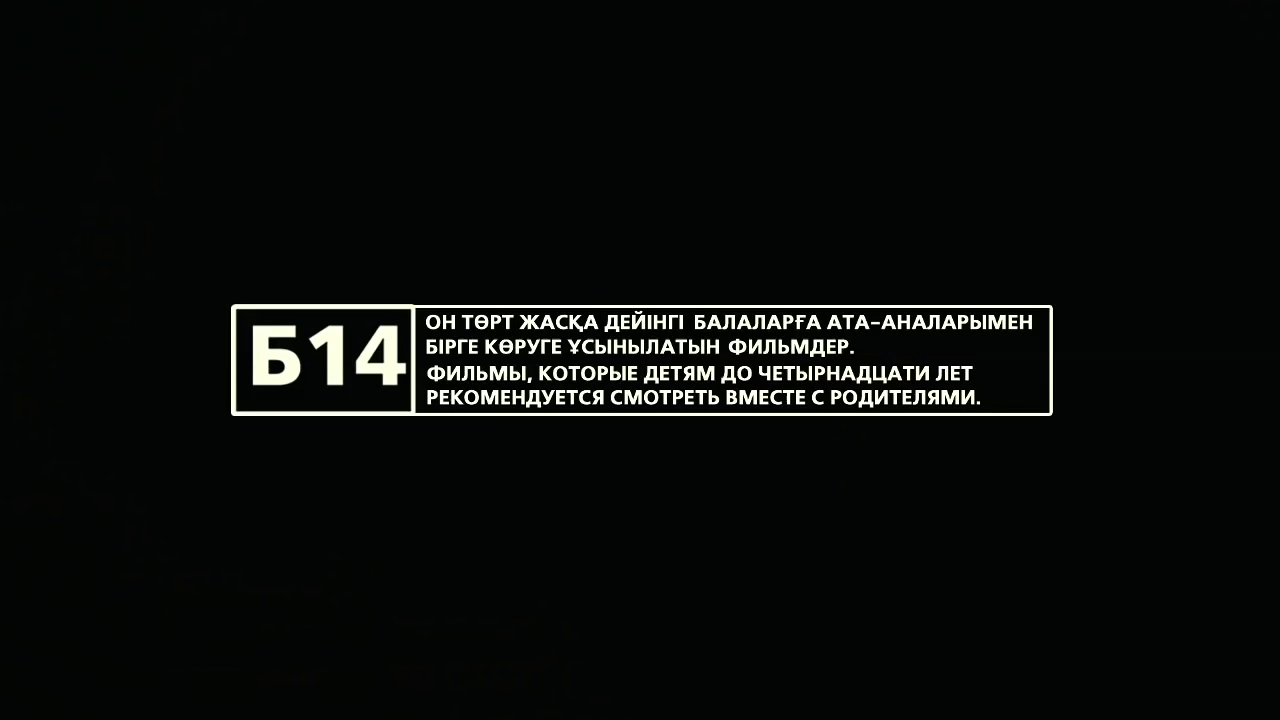 Б14
ОН ТӨРТ ЖАСҚА ДЕЙІНГІ БАЛАЛАРҒА АТА-АНАЛАРЫМЕН
БІРГЕ КӨРУГЕ ҰСЫНЫЛАТЫН ФИЛЬМДЕР.
ФИЛЬМЫ, КОТОРЫЕ ДЕТЯМ ДО ЧЕТЫРНАДЦАТИ ЛЕТ
РЕКОМЕНДУЕТСЯ СМОТРЕТЬ ВМЕСТЕ С РОДИТЕЛЯМИ.